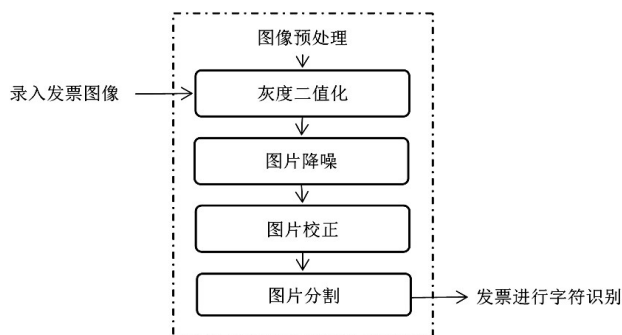 图像预处理
录入发票图像
灰度二值化
图片降噪
图片校正
图片分割
发票进行字符识别